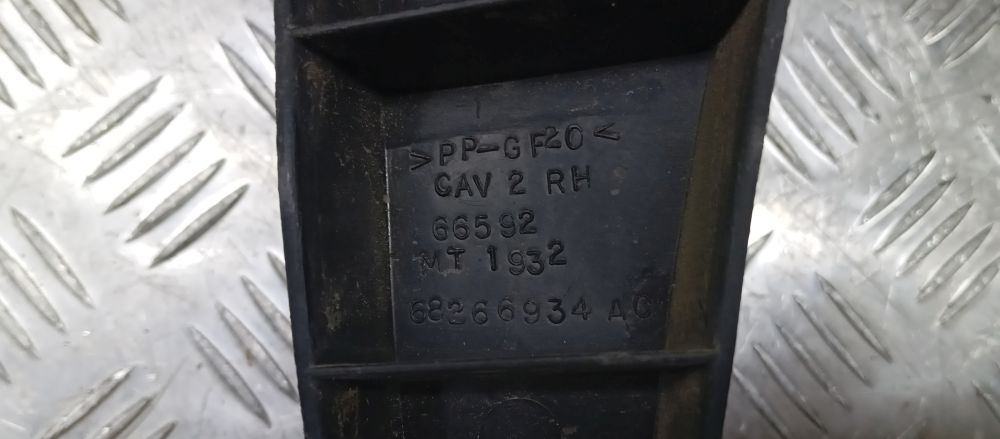 >PP-GF20<
CAV 2 RH
66592
MT 1932
68266934 AC